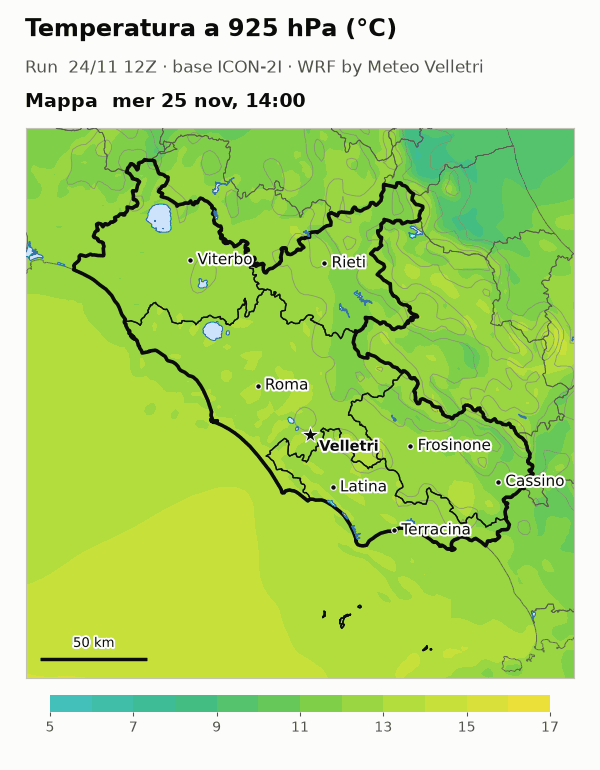 Temperatura a 925 hPa (°C)
Run  24/11 12Z · base ICON-2I · WRF by Meteo Velletri
Mappa  mer 25 nov, 14:00
Viterbo
Rieti
Roma
Velletri
Frosinone
Latina
Cassino
Terracina
50 km
5 7 9 11 13 15 17